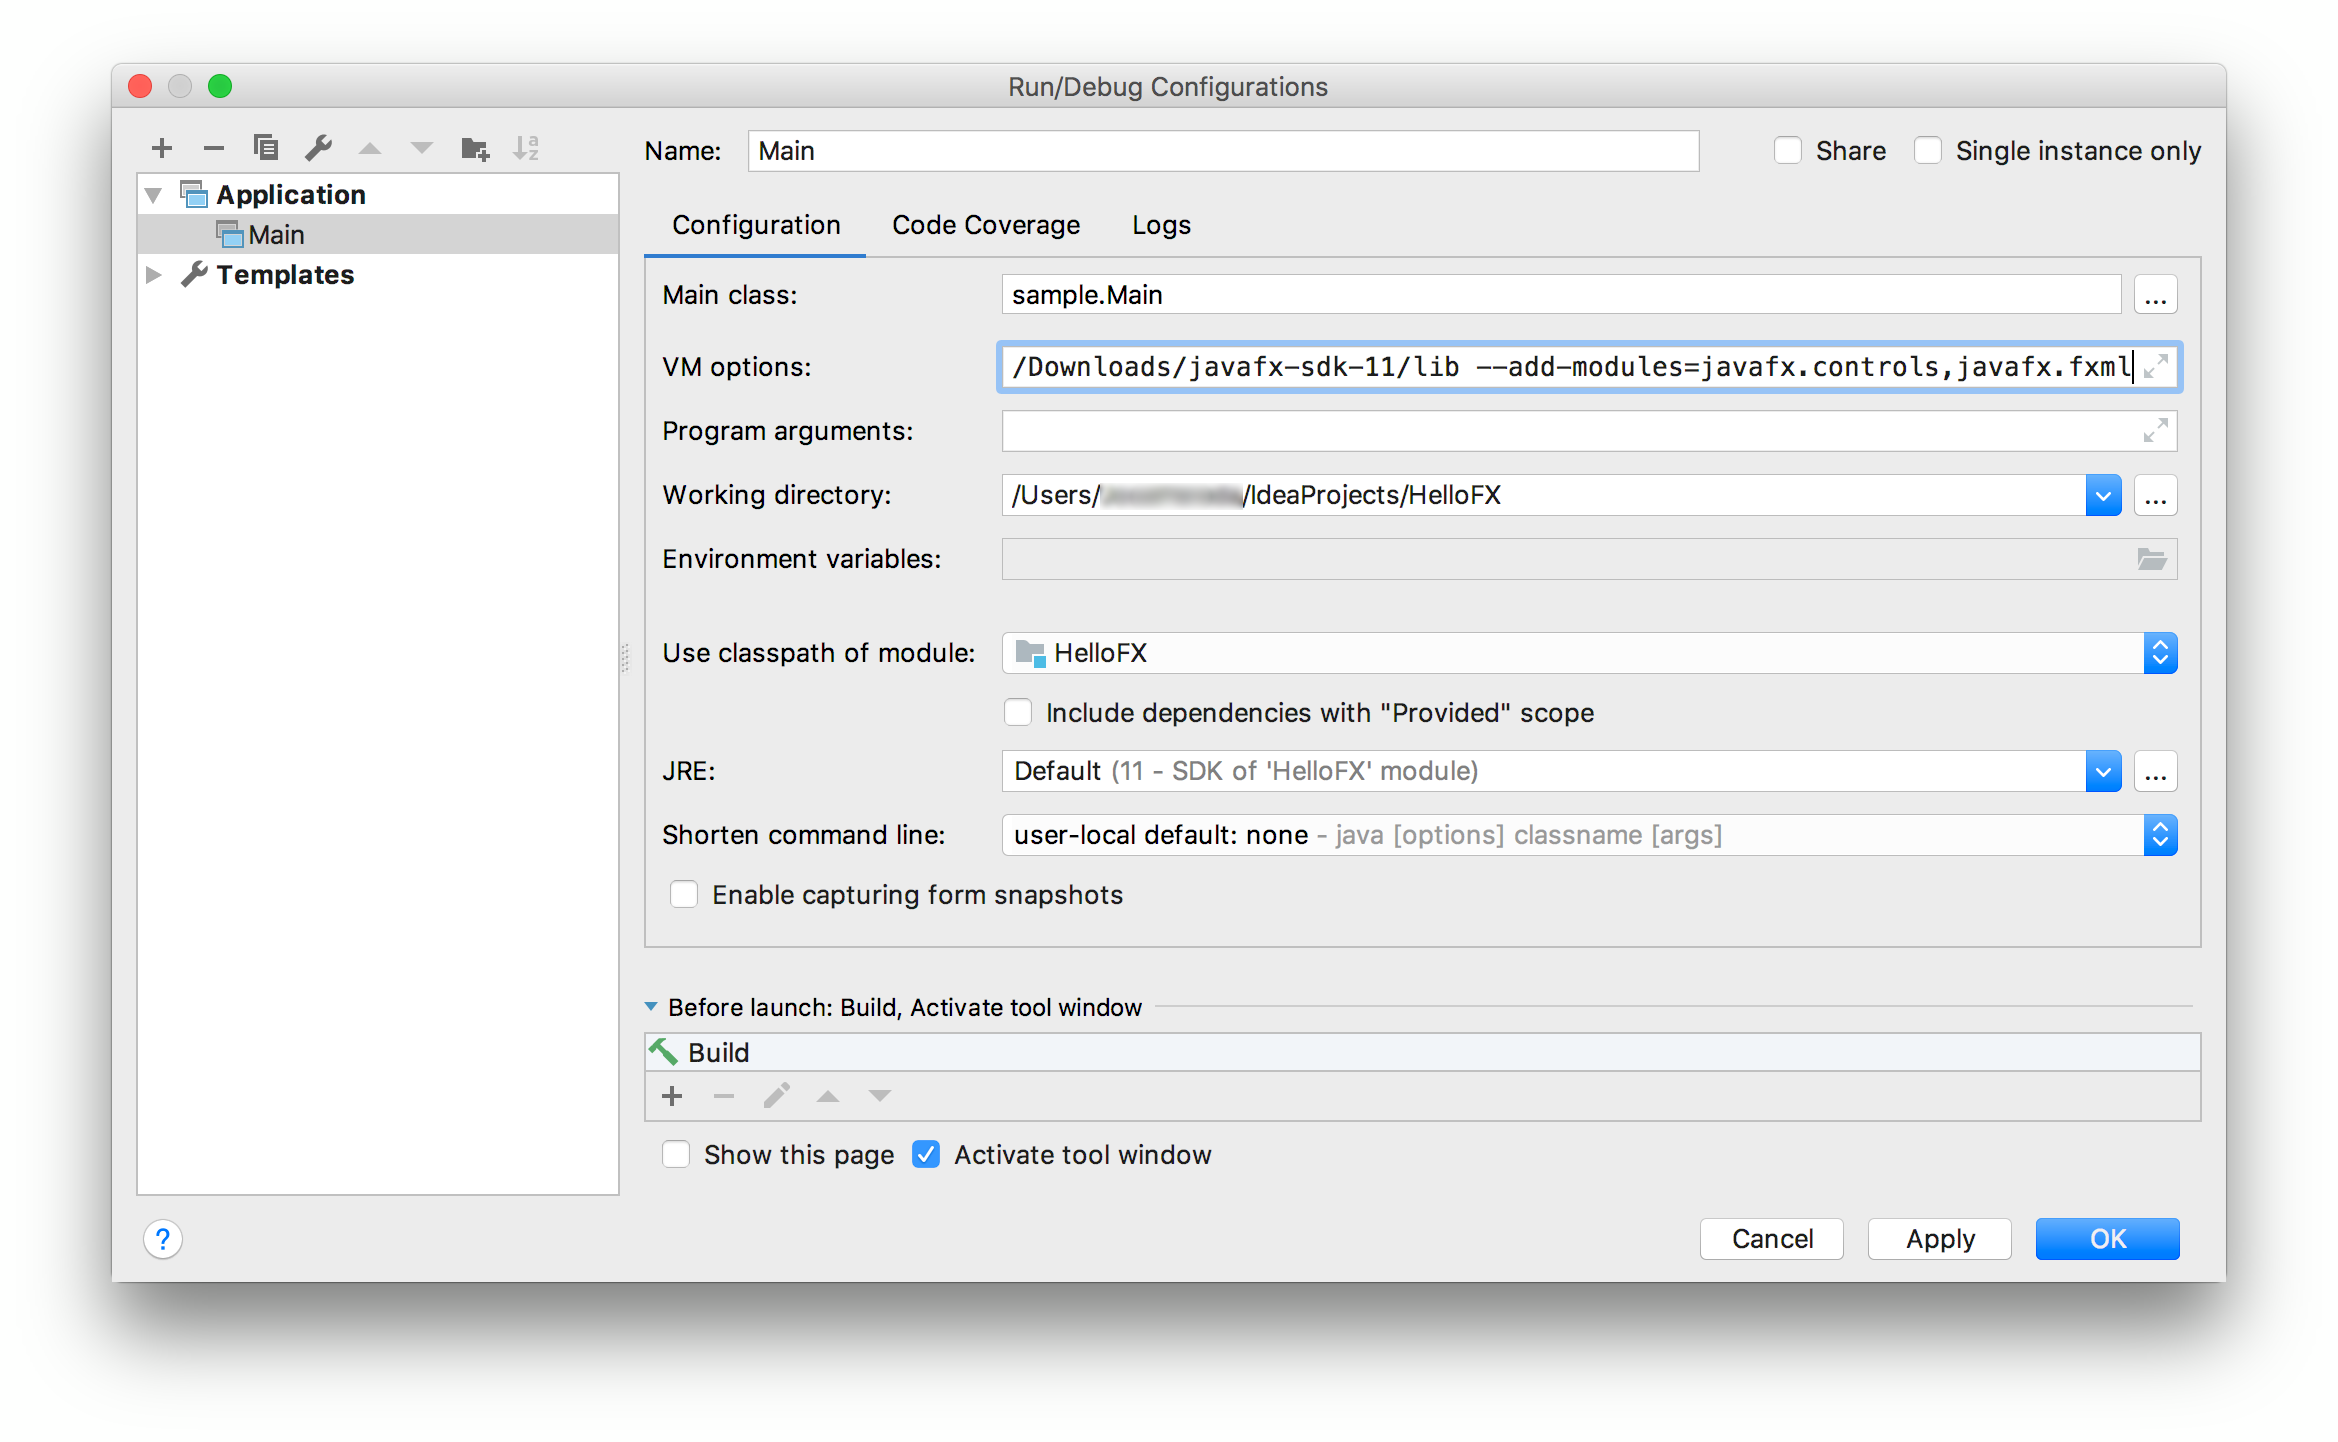 Run/Debug Configurations
Name: Main Share Single instance only
Application
Main
Templates
Configuration Code Coverage Logs
Main class: sample.Main ...
VM options: /Downloads/javafx-sdk-11/lib --add-modules=javafx.controls,javafx.fxml
Program arguments:
Working directory: /Users/ /IdeaProjects/HelloFX ...
Environment variables:
Use classpath of module: HelloFX
Include dependencies with "Provided" scope
JRE: Default (11 - SDK of 'HelloFX' module) ...
Shorten command line: user-local default: none - java [options] classname [args]
Enable capturing form snapshots
Before launch: Build, Activate tool window
Build
Show this page Activate tool window
? Cancel Apply OK